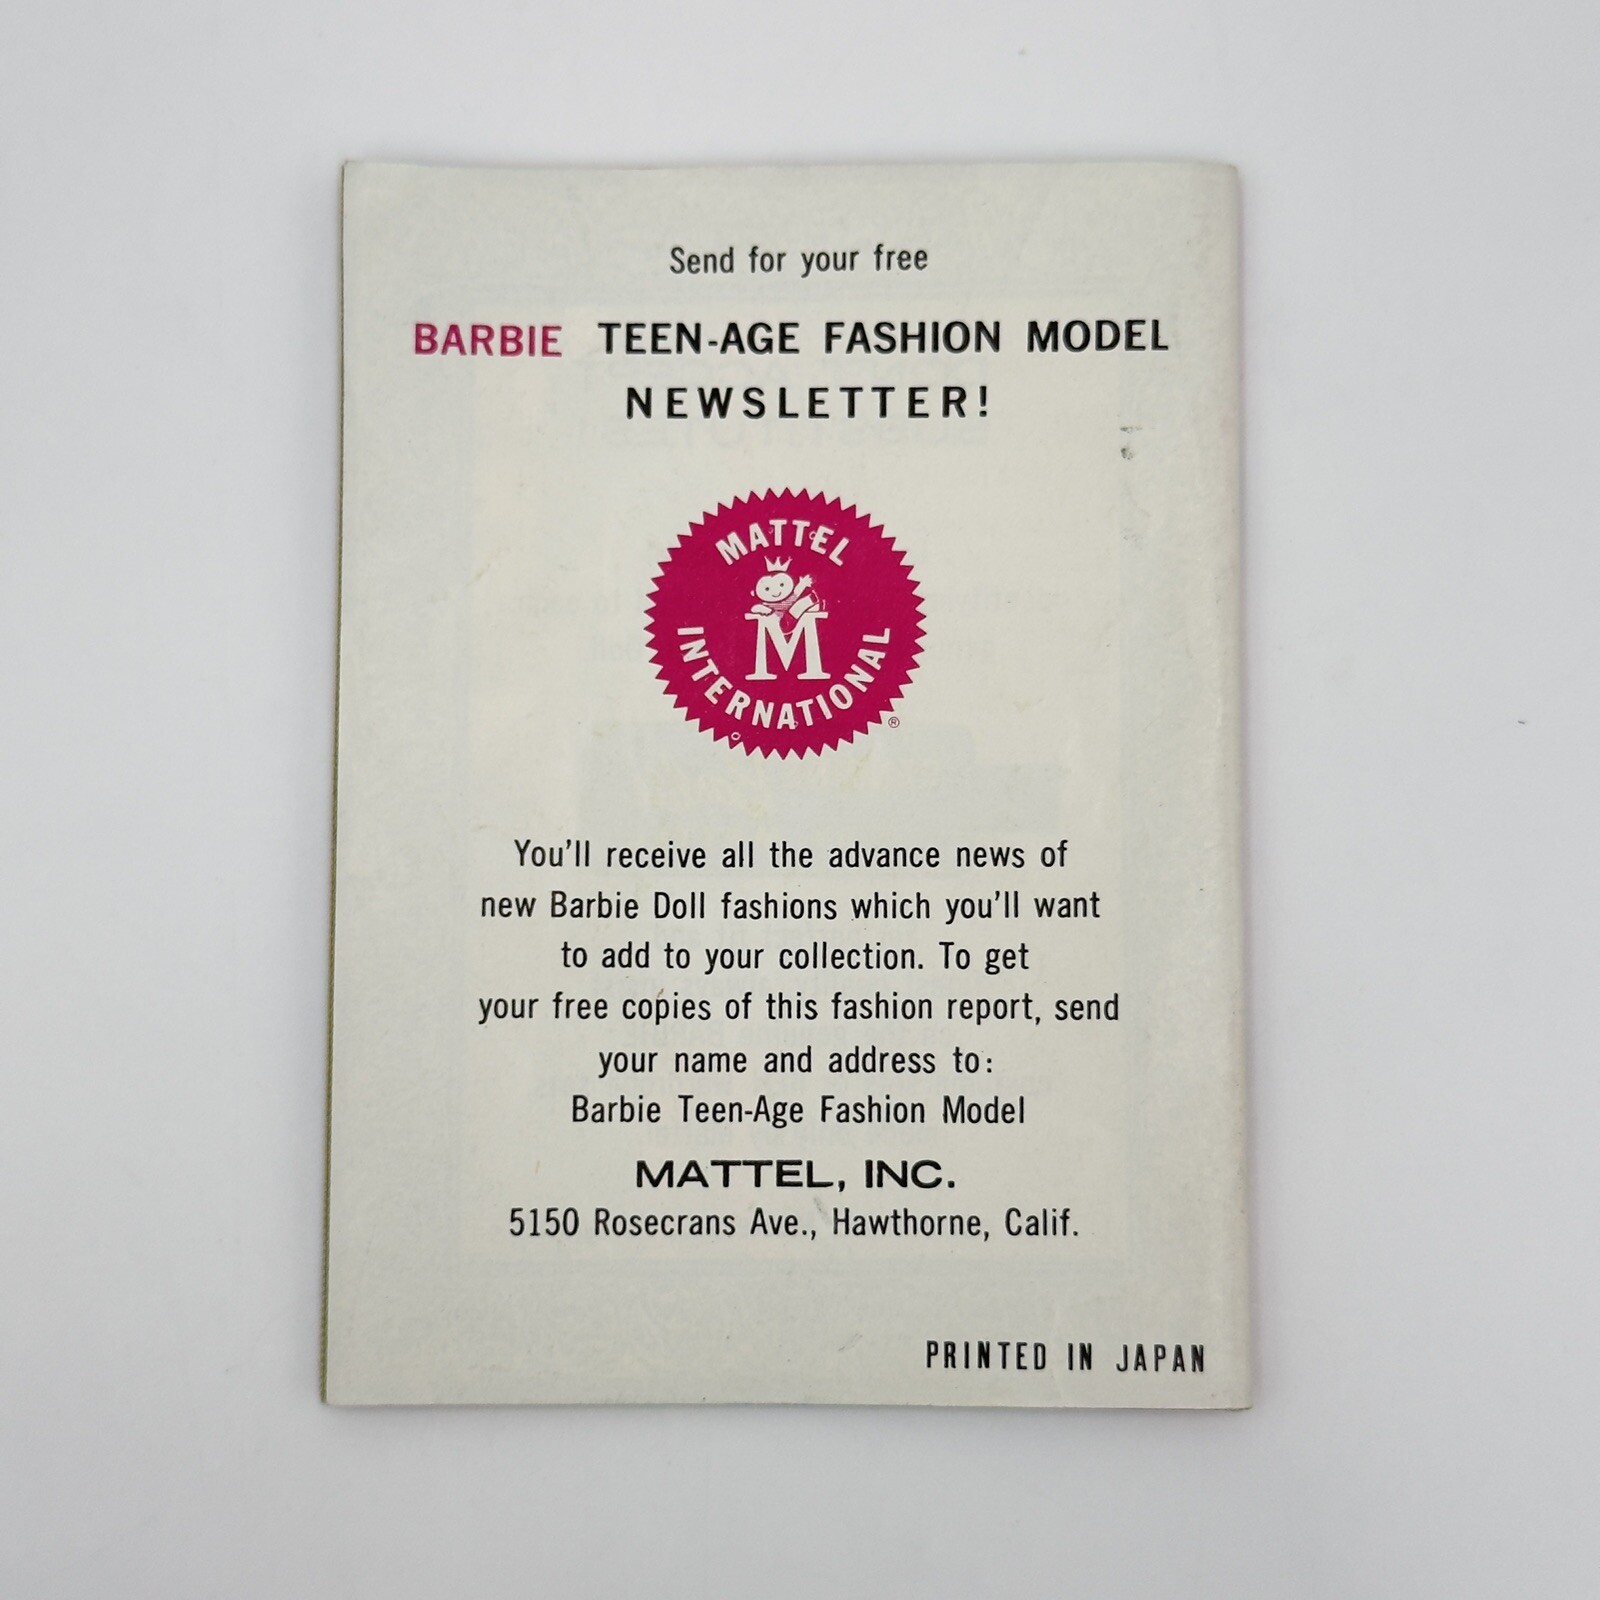 Send for your free
BARBIE TEEN-AGE FASHION MODEL
NEWSLETTER!
MATTEL
M
INTERNATIONAL
®
You'll receive all the advance news of
new Barbie Doll fashions which you'll want
to add to your collection. To get
your free copies of this fashion report, send
your name and address to:
Barbie Teen-Age Fashion Model
MATTEL, INC.
5150 Rosecrans Ave., Hawthorne, Calif.
PRINTED IN JAPAN